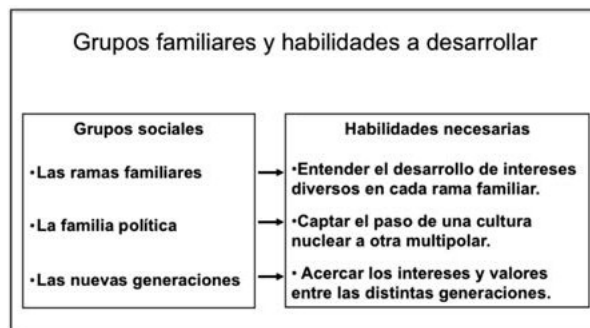 Grupos familiares y habilidades a desarrollar
Grupos sociales
•Las ramas familiares
•La familia política
•Las nuevas generaciones
Habilidades necesarias
•Entender el desarrollo de intereses
diversos en cada rama familiar.
•Captar el paso de una cultura
nuclear a otra multipolar.
• Acercar los intereses y valores
entre las distintas generaciones.